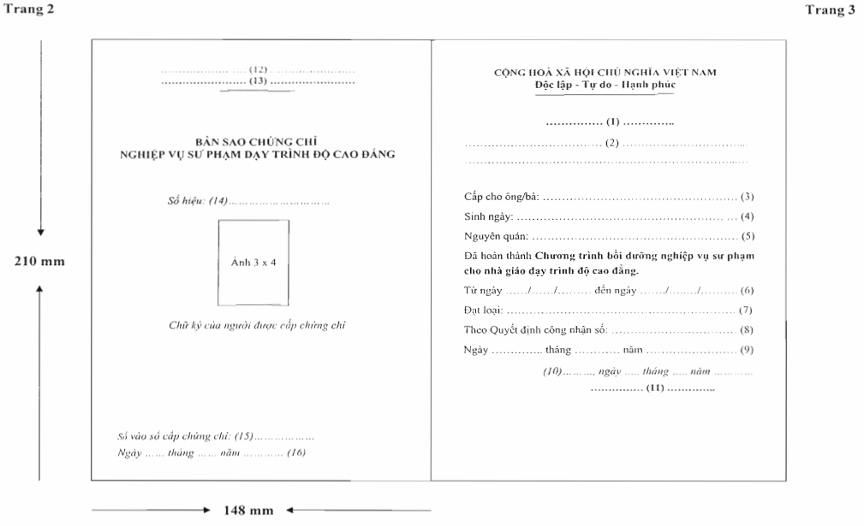 Trang 2
Trang 3
.................... (12) ....................
.................... (13) ....................
BẢN SAO CHỨNG CHỈ
NGHIỆP VỤ SƯ PHẠM DẠY TRÌNH ĐỘ CAO ĐẲNG
Số hiệu: (14)..............................
Ảnh 3 x 4
Chữ ký của người được cấp chứng chỉ
Số vào sổ cấp chứng chỉ: (15)..................
Ngày ...... tháng ...... năm ............ (16)
210 mm
148 mm
CỘNG HOÀ XÃ HỘI CHỦ NGHĨA VIỆT NAM
Độc lập - Tự do - Hạnh phúc
............... (1) ..............
.................................... (2) .................................
........................................................................
Cấp cho ông/bà: .................................................... (3)
Sinh ngày: .......................................................... (4)
Nguyên quán: ....................................................... (5)
Đã hoàn thành Chương trình bồi dưỡng nghiệp vụ sư phạm
cho nhà giáo dạy trình độ cao đẳng.
Từ ngày ....../......./......... đến ngày ......./......../.......... (6)
Đạt loại: ............................................................ (7)
Theo Quyết định công nhận số: ................................. (8)
Ngày .............. tháng ............ năm ........................ (9)
(10)........., ngày ..... tháng ..... năm ...........
............... (11) ..............